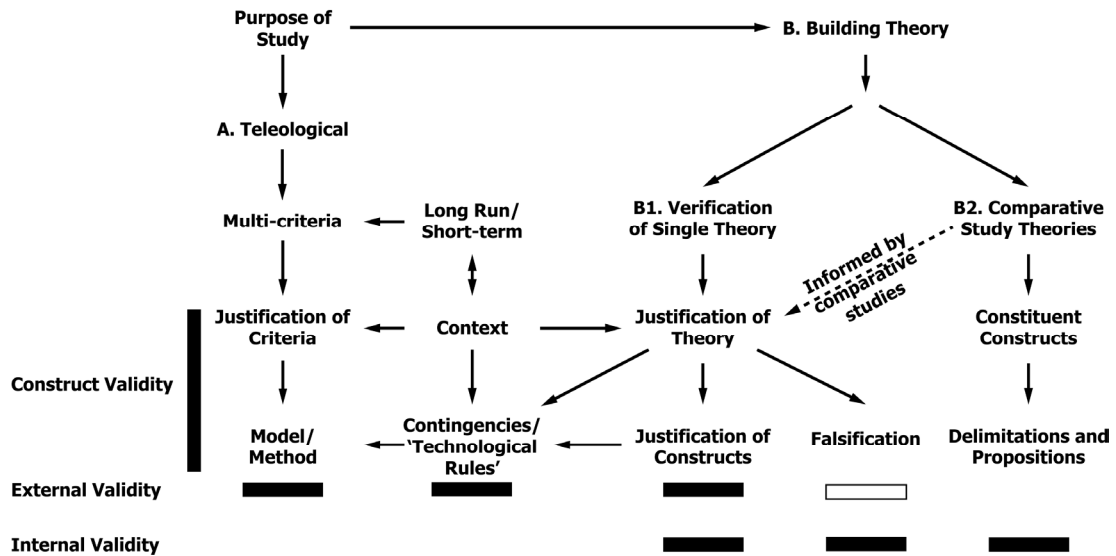 Purpose of
Study
B. Building Theory
A. Teleological
Multi-criteria
Long Run/
Short-term
B1. Verification
of Single Theory
B2. Comparative
Study Theories
Informed by
comparative
studies
Justification of
Criteria
Context
Justification of
Theory
Constituent
Constructs
Construct Validity
Model/
Method
Contingencies/
‘Technological
Rules’
Justification of
Constructs
Falsification
Delimitations and
Propositions
External Validity
Internal Validity